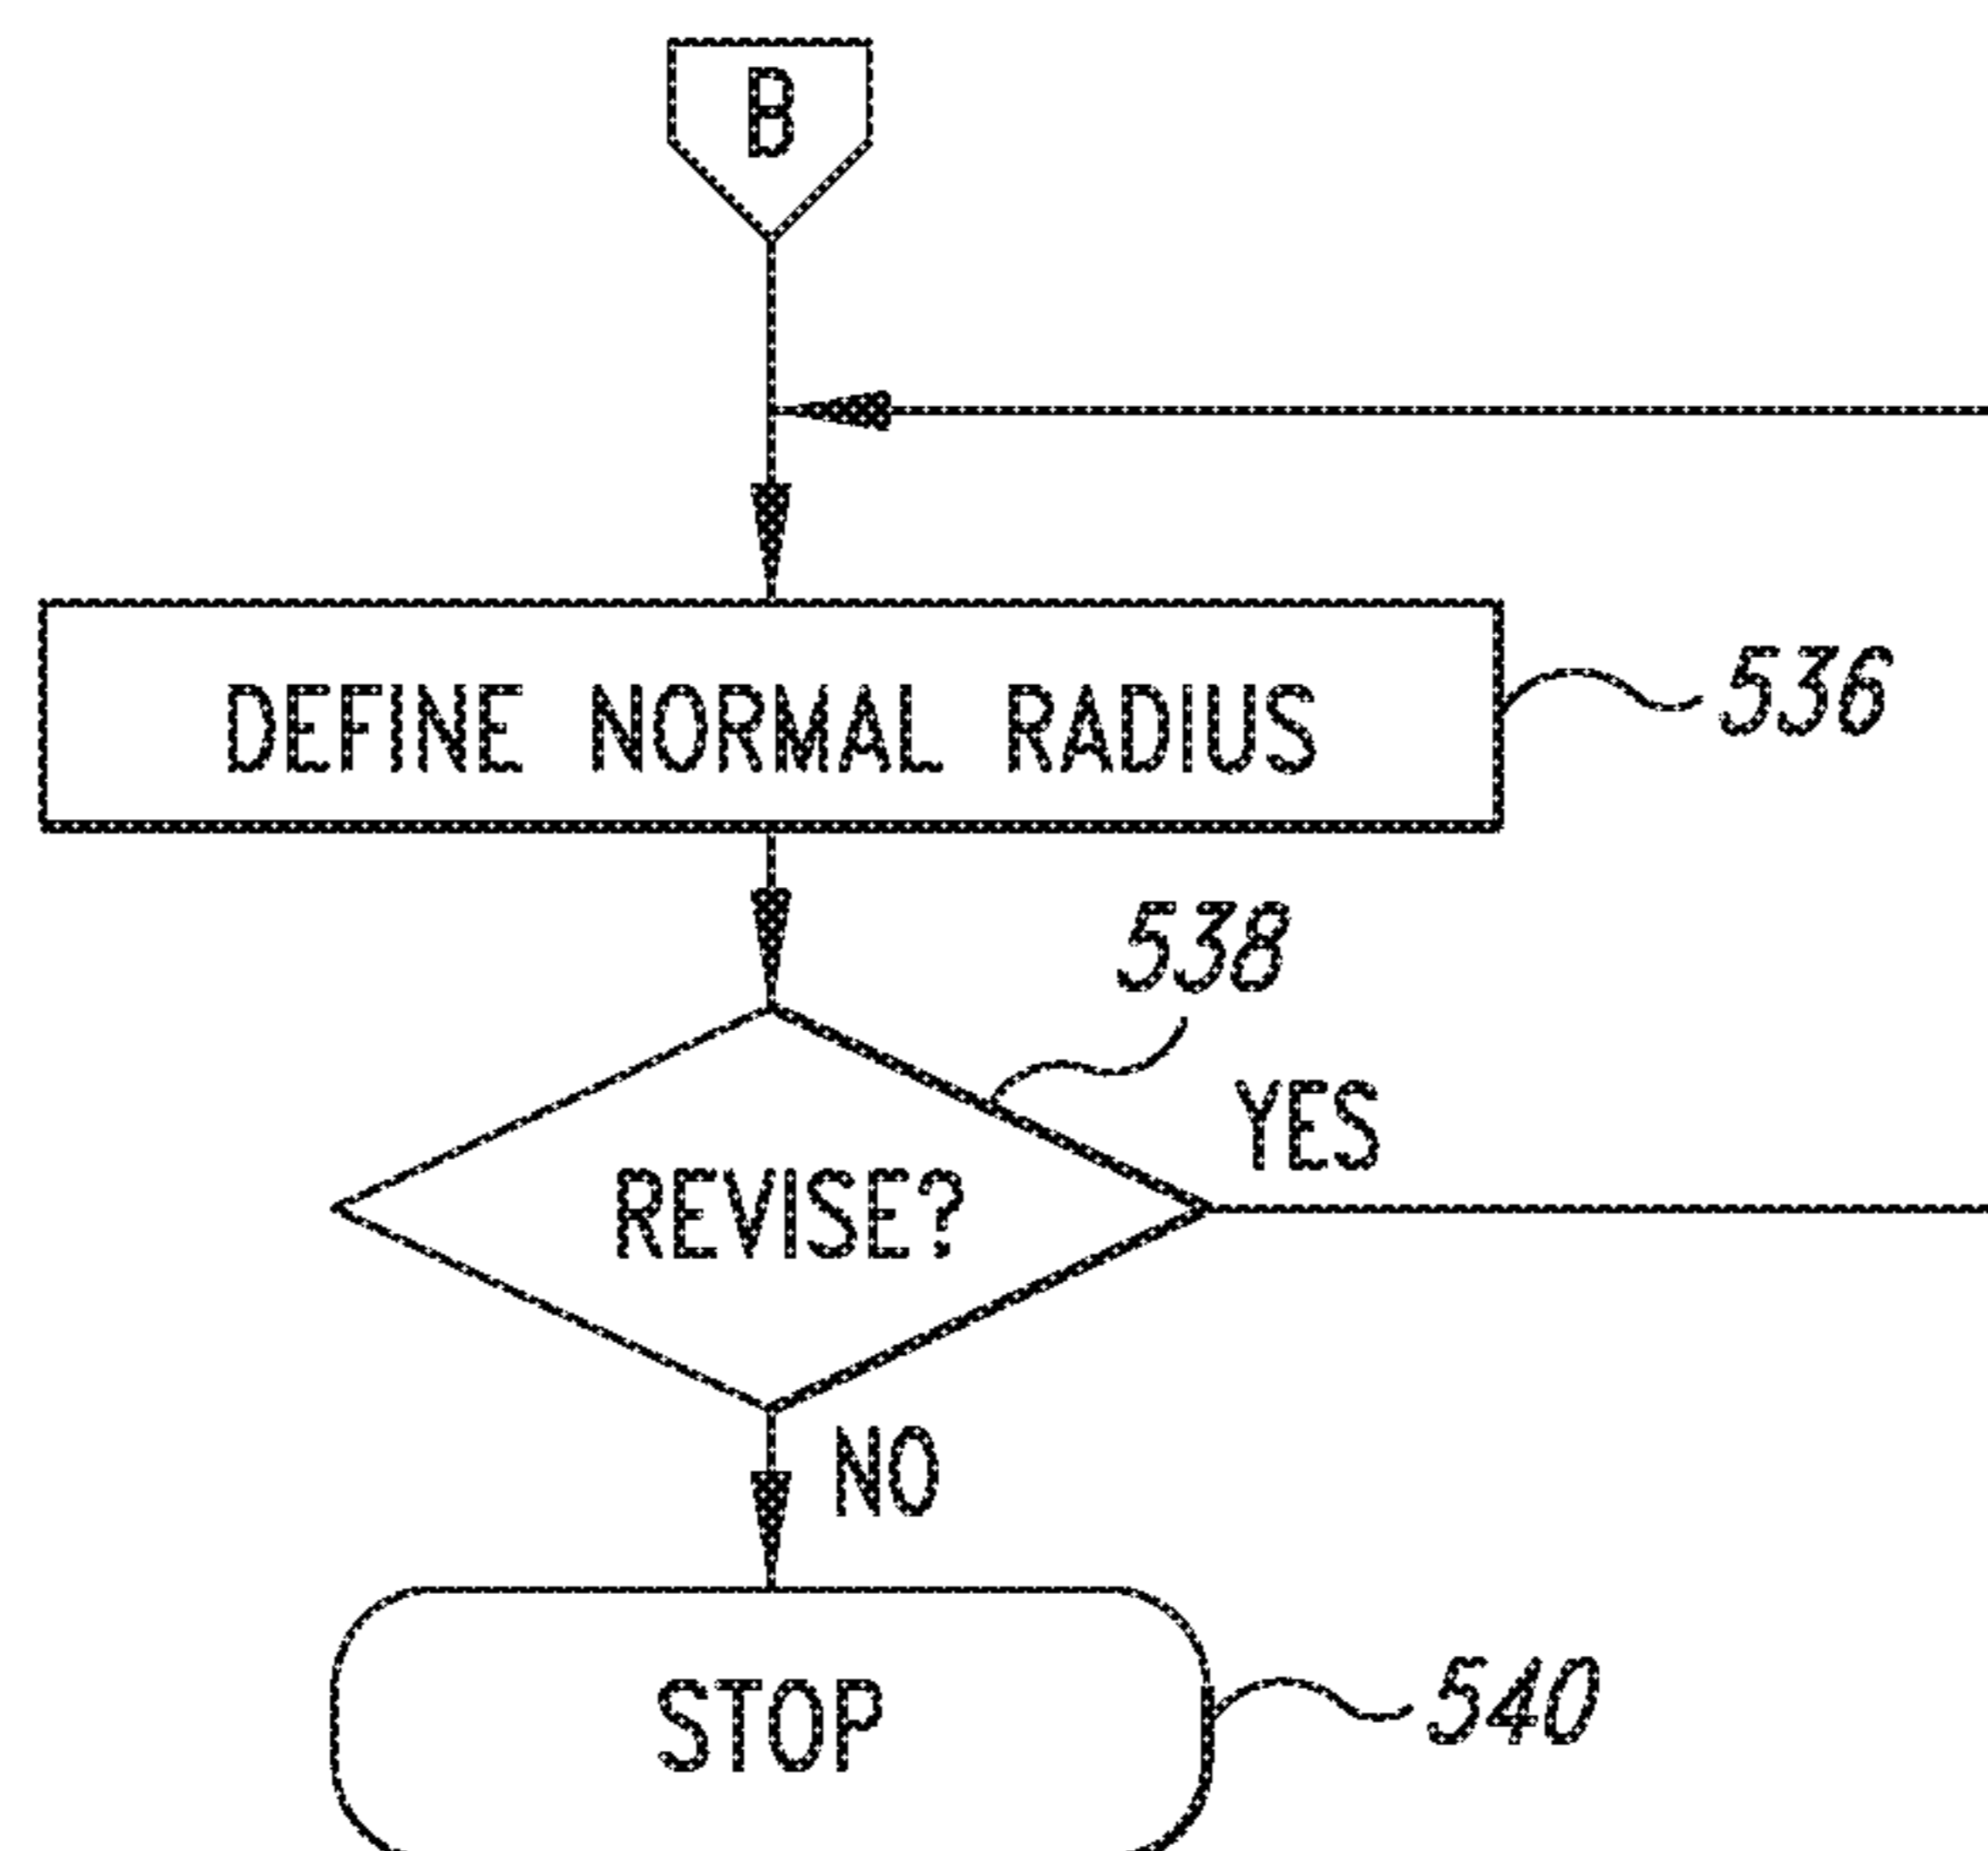 B
DEFINE NORMAL RADIUS
536
538
YES
REVISE?
NO
STOP
540